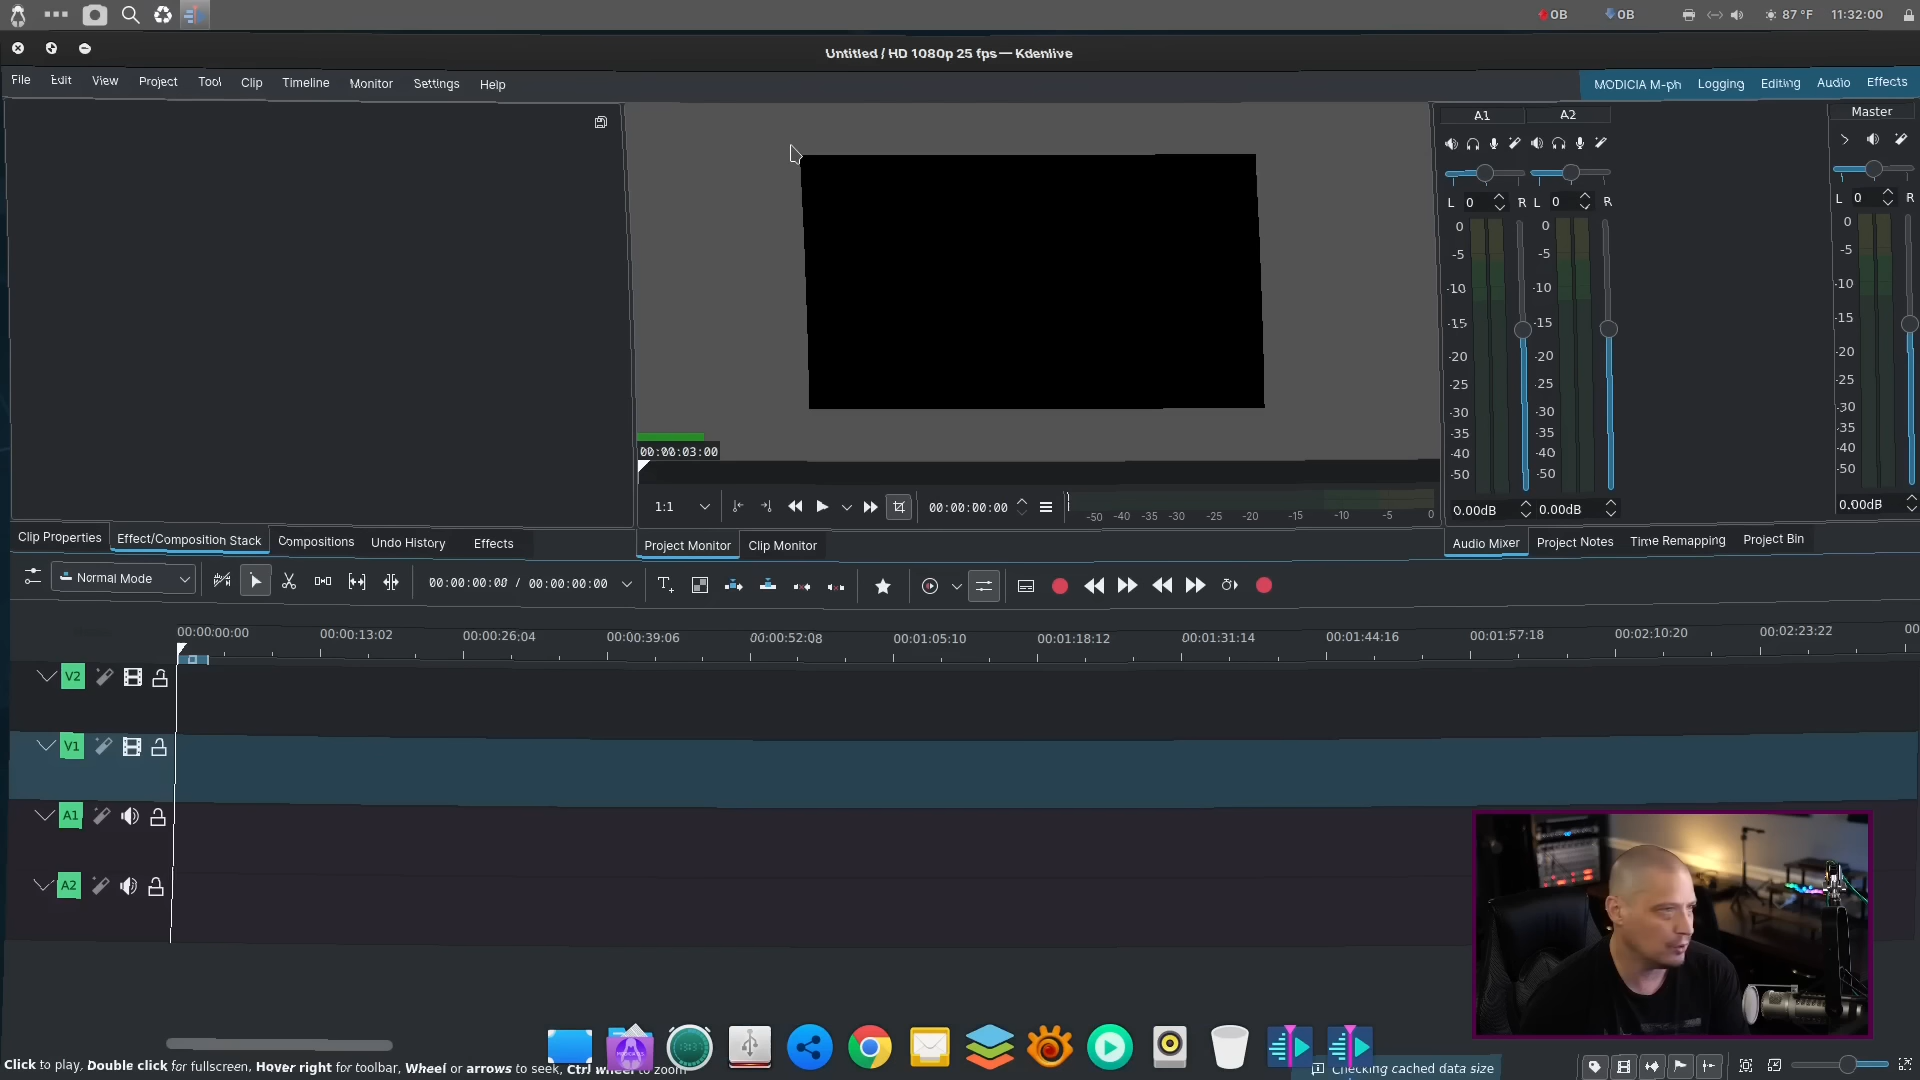 0B 0B 87 °F 11:32:00
Untitled / HD 1080p 25 fps — Kdenlive
File Edit View Project Tool Clip Timeline Monitor Settings Help
MODICIA M-ph Logging Editing Audio Effects
A1 A2 Master
L 0 R L 0 R L 0 R
0 0 0
-5 -5 -5
-10 -10 -10
-15 -15 -15
-20 -20 -20
-25 -25 -25
-30 -30 -30
-35 -35 -35
-40 -40 -40
-50 -50 -50
00:00:03:00
1:1 00:00:00:00
-50 -40 -35 -30 -25 -20 -15 -10 -5 0
0.00dB 0.00dB 0.00dB
Clip Properties Effect/Composition Stack Compositions Undo History Effects
Project Monitor Clip Monitor
Audio Mixer Project Notes Time Remapping Project Bin
Normal Mode 00:00:00:00 / 00:00:00:00
00:00:00:00 00:00:13:02 00:00:26:04 00:00:39:06 00:00:52:08 00:01:05:10 00:01:18:12 00:01:31:14 00:01:44:16 00:01:57:18 00:02:10:20 00:02:23:22 00
V2
V1
A1
A2
Click to play, Double click for fullscreen, Hover right for toolbar, Wheel or arrows to seek, Ctrl wheel to zoom
Checking cached data size